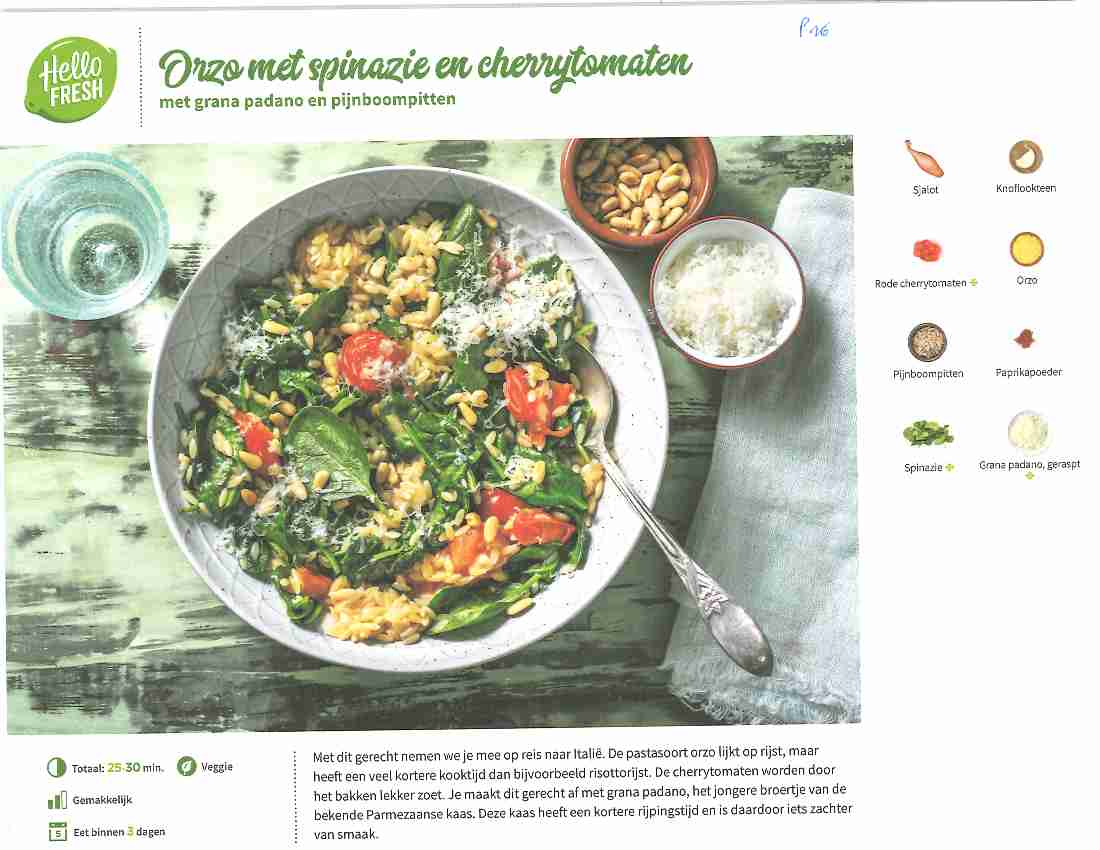 P16
Hello
FRESH
Orzo met spinazie en cherrytomaten
met grana padano en pijnboompitten
Sjalot
Knoflookteen
Rode cherrytomaten
Orzo
Pijnboompitten
Paprikapoeder
Spinazie
Grana padano, geraspt
Totaal: 25-30 min.
Veggie
Gemakkelijk
5
Eet binnen 3 dagen
Met dit gerecht nemen we je mee op reis naar Italië. De pastasoort orzo lijkt op rijst, maar
heeft een veel kortere kooktijd dan bijvoorbeeld risottorijst. De cherrytomaten worden door
het bakken lekker zoet. Je maakt dit gerecht af met grana padano, het jongere broertje van de
bekende Parmezaanse kaas. Deze kaas heeft een kortere rijpingstijd en is daardoor iets zachter
van smaak.